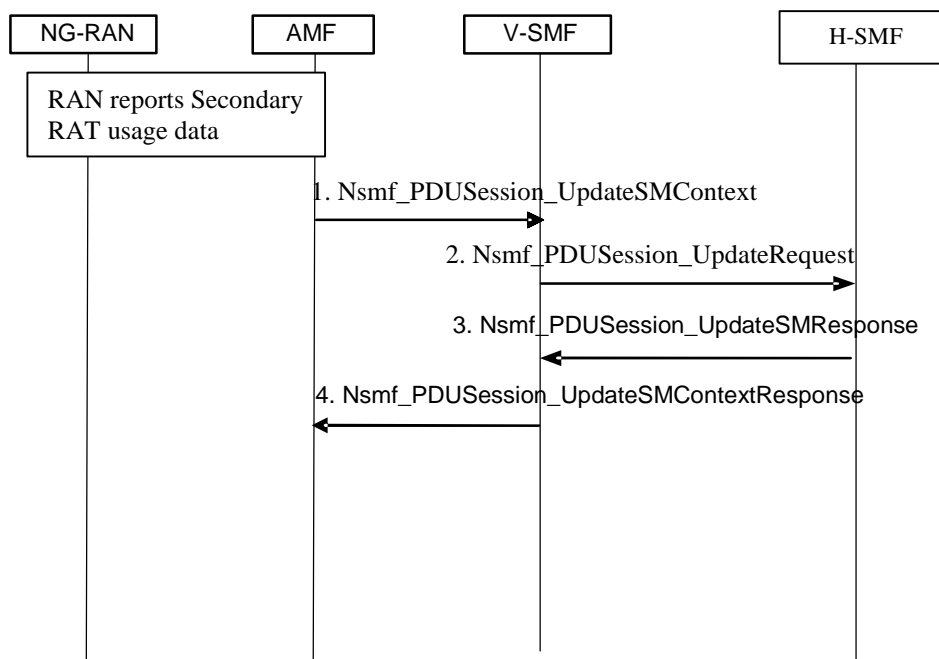 NG-RAN
AMF
V-SMF
H-SMF
RAN reports Secondary
RAT usage data
1. Nsmf_PDUSession_UpdateSMContext
2. Nsmf_PDUSession_UpdateRequest
3. Nsmf_PDUSession_UpdateSMResponse
4. Nsmf_PDUSession_UpdateSMContextResponse